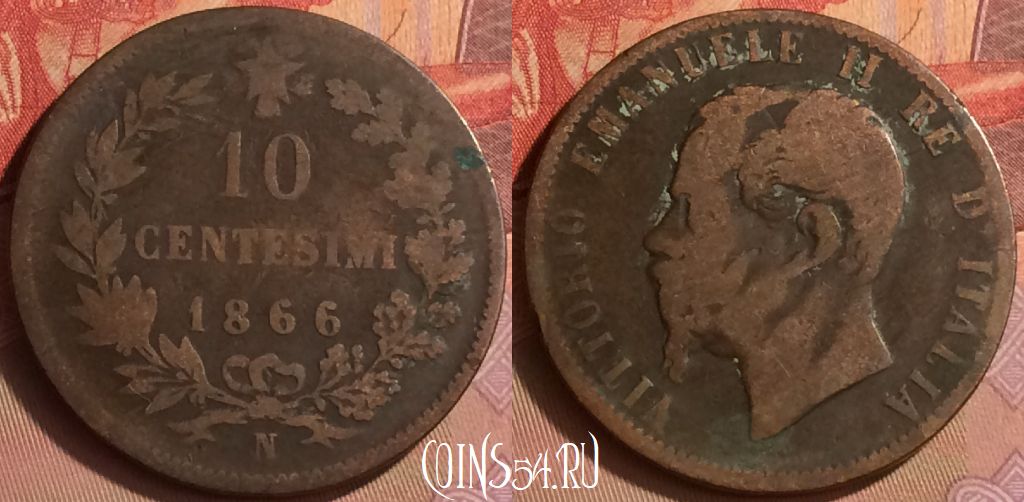 10
CENTESIMI
1866
N
VITTORIO EMANUELE II RE D'ITALIA
COINS54.RU